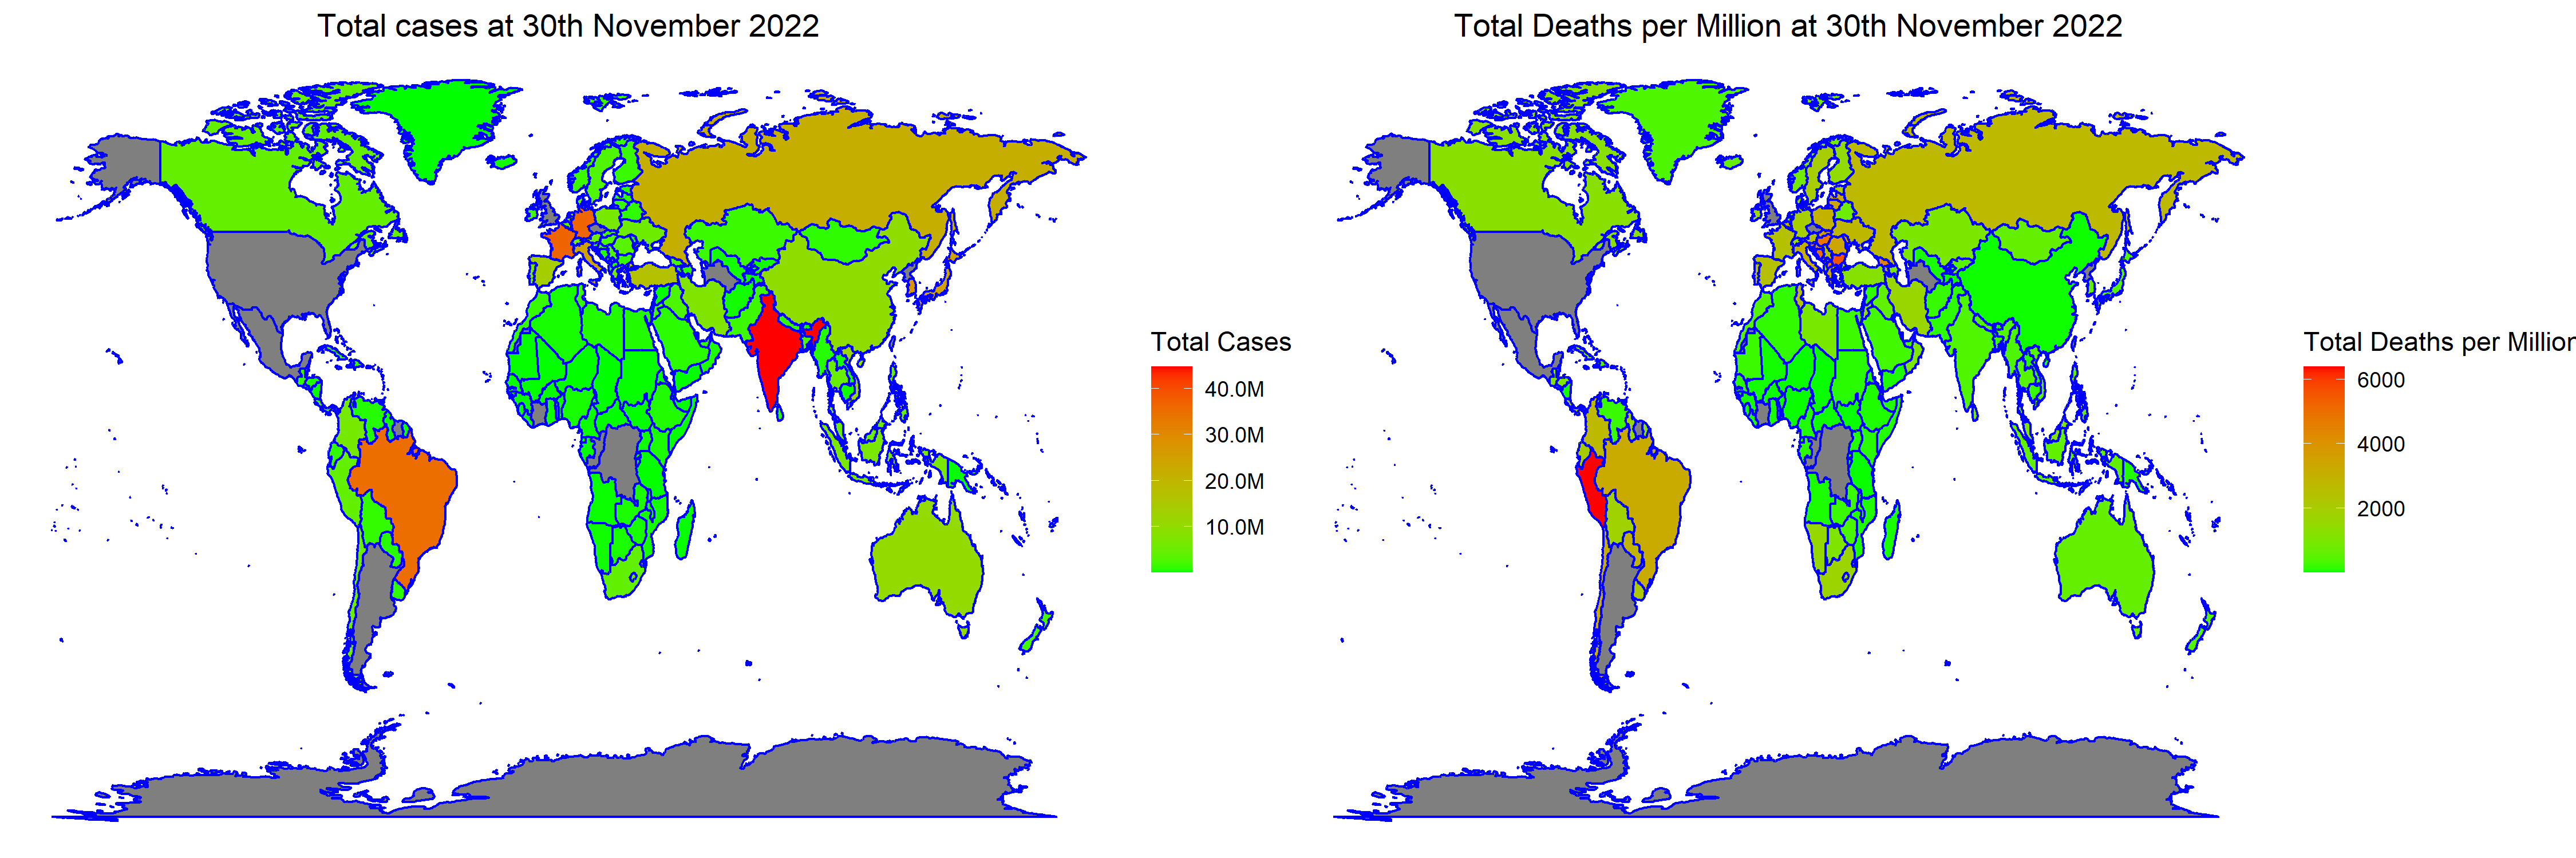 Total cases at 30th November 2022
Total Deaths per Million at 30th November 2022
Total Cases
40.0M
30.0M
20.0M
10.0M
Total Deaths per Million
6000
4000
2000